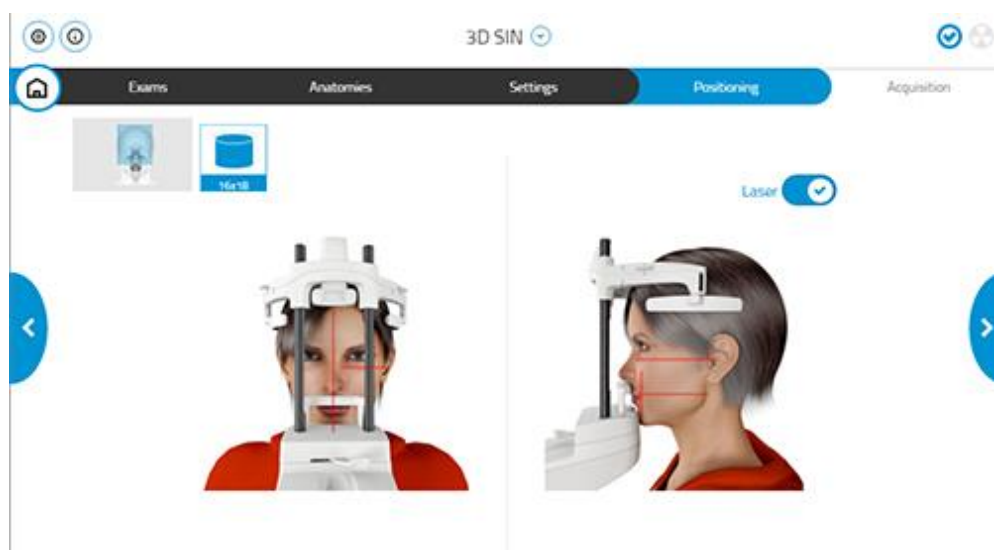 3D SIN
Exams
Anatomies
Settings
Positioning
Acquisition
16x18
Laser